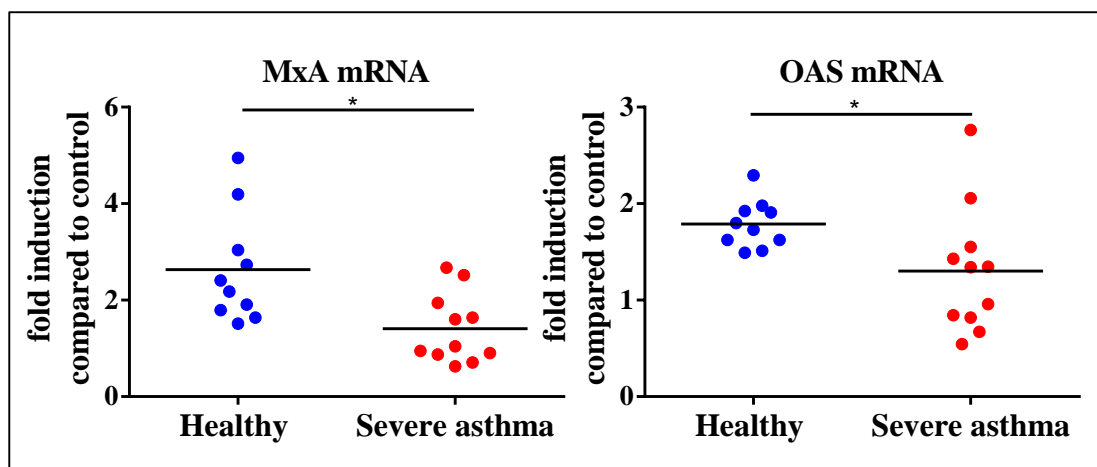 MxA mRNA
*
6
4
2
0
fold induction
compared to control
Healthy
Severe asthma
OAS mRNA
*
3
2
1
0
fold induction
compared to control
Healthy
Severe asthma